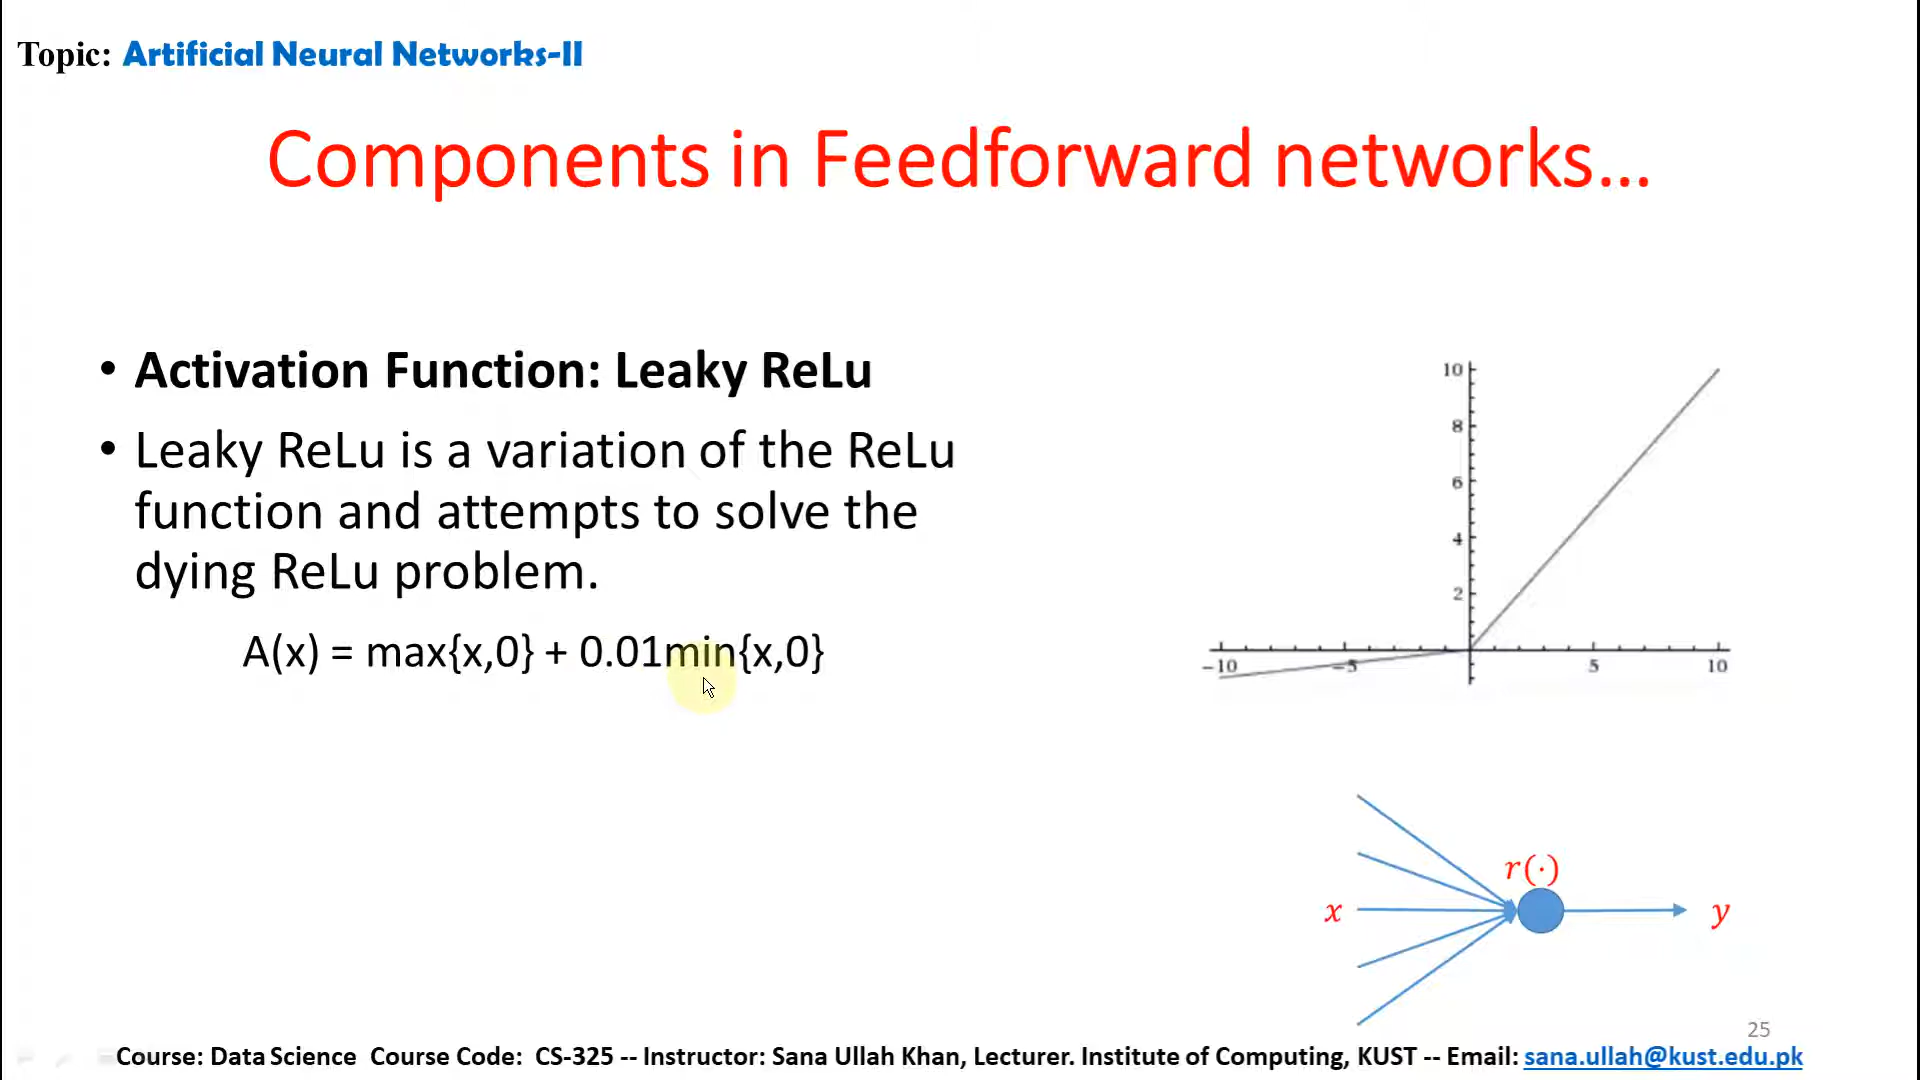 Topic: Artificial Neural Networks-II
Components in Feedforward networks...
• Activation Function: Leaky ReLu
• Leaky ReLu is a variation of the ReLu
function and attempts to solve the
dying ReLu problem.
A(x) = max{x,0} + 0.01min{x,0}
10
8
6
4
2
−10 −5 5 10
r(·)
x y
25
Course: Data Science Course Code: CS-325 -- Instructor: Sana Ullah Khan, Lecturer. Institute of Computing, KUST -- Email: sana.ullah@kust.edu.pk